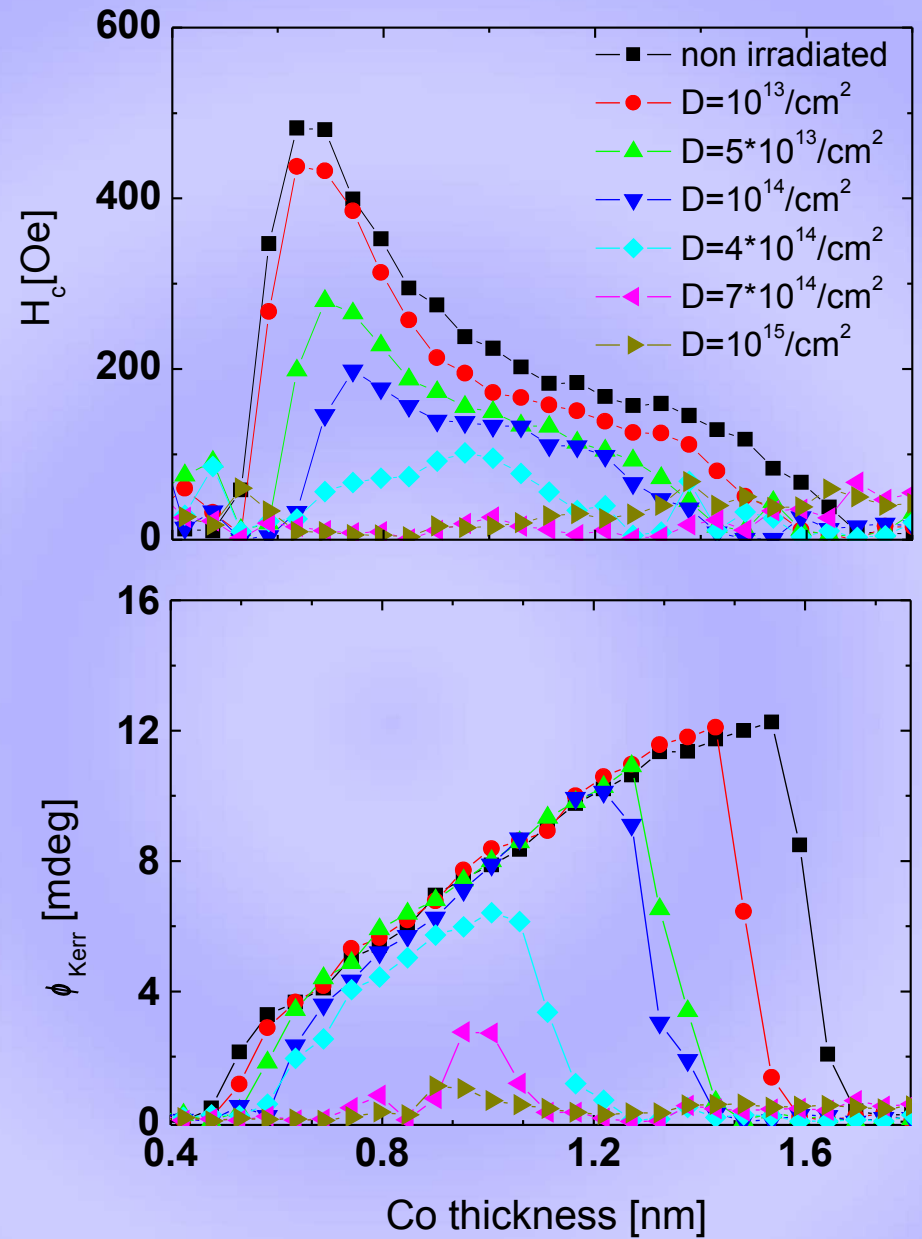 600
400
200
0
H_c[Oe]
non irradiated
D=10^13/cm^2
D=5*10^13/cm^2
D=10^14/cm^2
D=4*10^14/cm^2
D=7*10^14/cm^2
D=10^15/cm^2
16
12
8
4
0
ϕ_Kerr [mdeg]
0.4 0.8 1.2 1.6
Co thickness [nm]